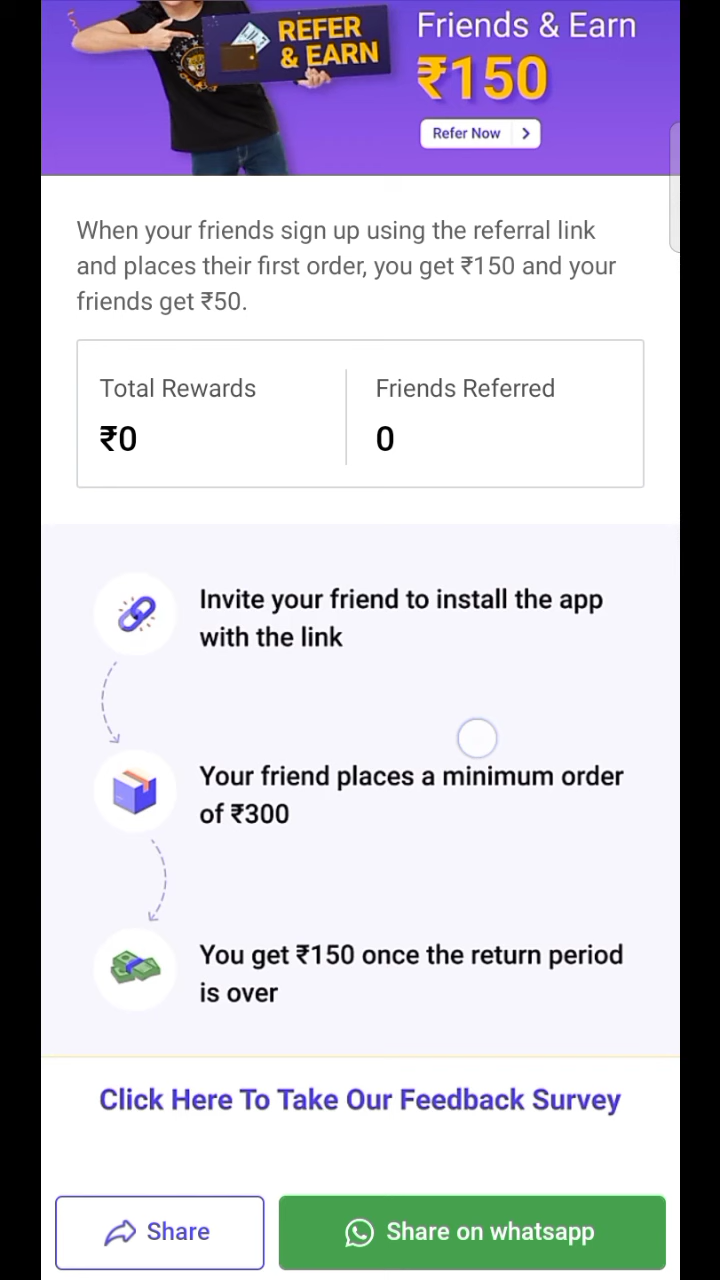 REFER
& EARN
Friends & Earn
₹150
Refer Now
When your friends sign up using the referral link
and places their first order, you get ₹150 and your
friends get ₹50.
Total Rewards
₹0
Friends Referred
0
Invite your friend to install the app
with the link
Your friend places a minimum order
of ₹300
You get ₹150 once the return period
is over
Click Here To Take Our Feedback Survey
Share
Share on whatsapp